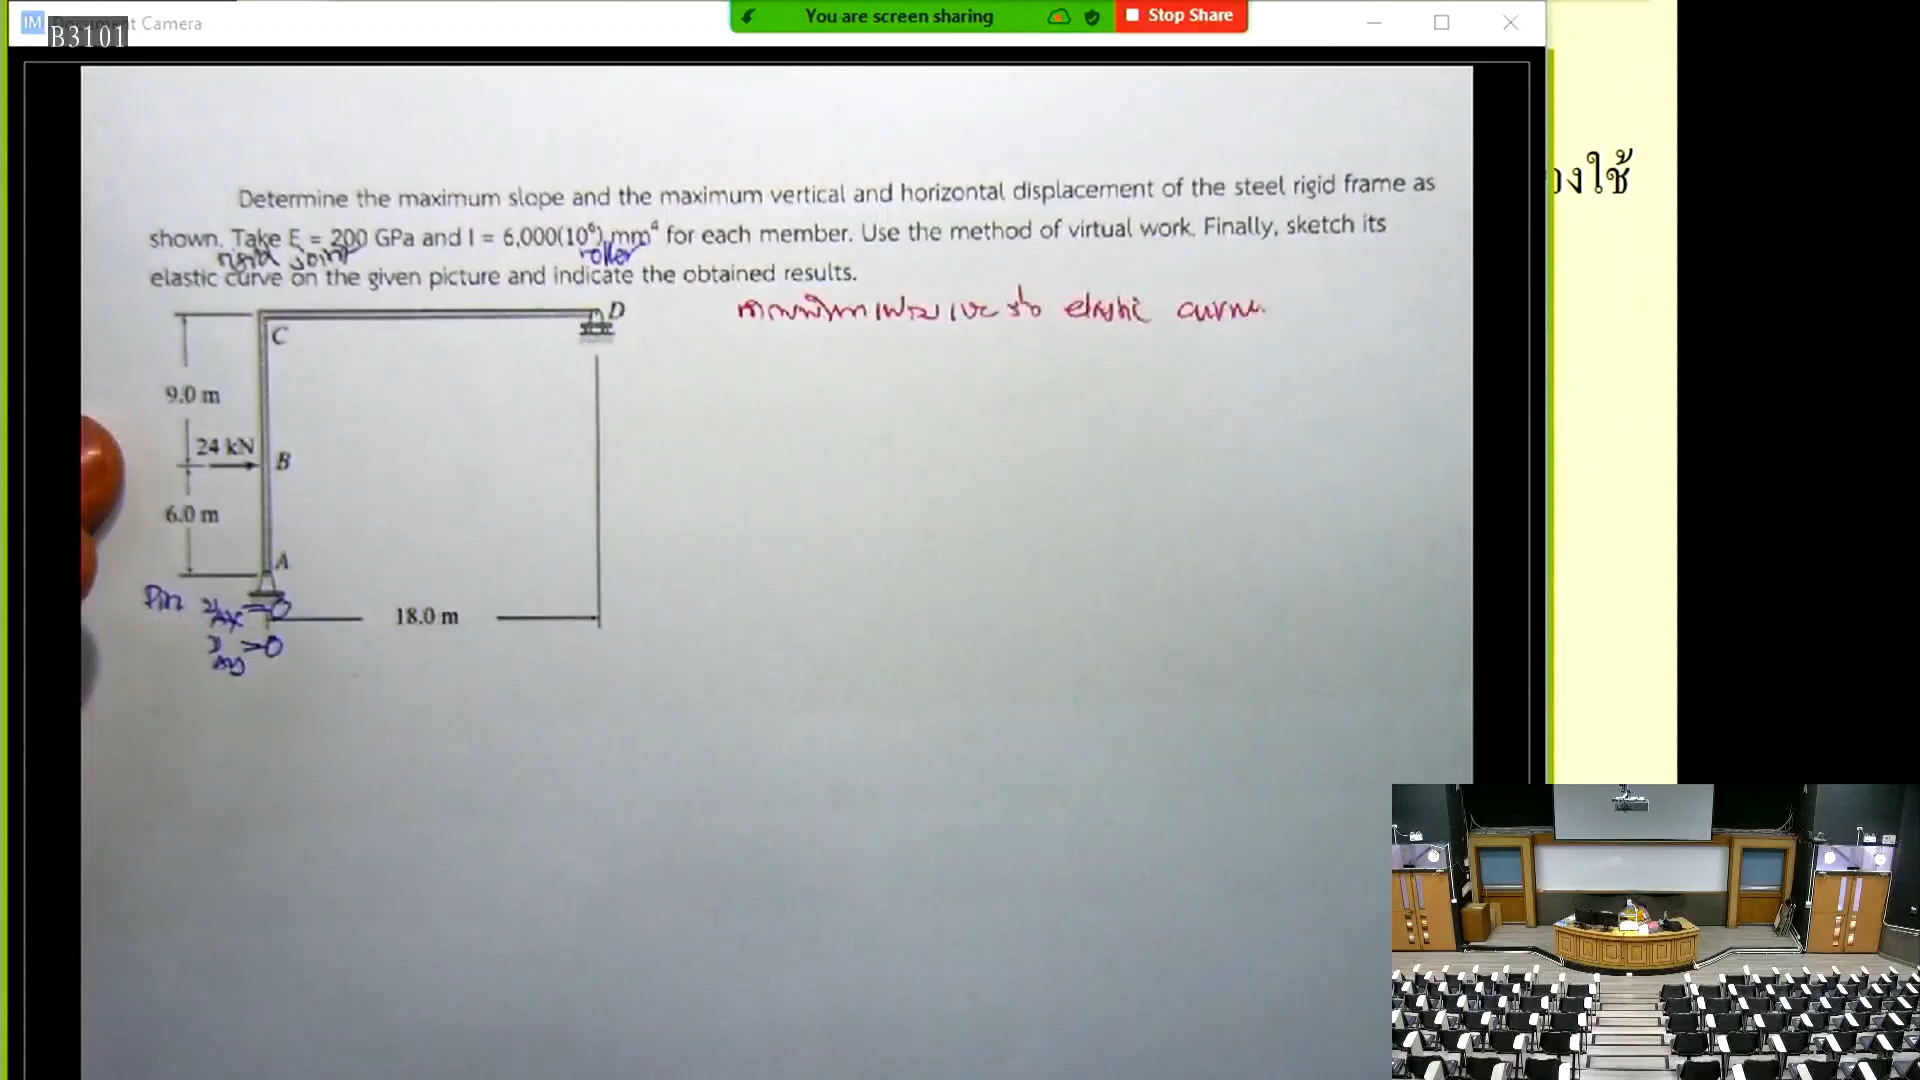 Document Camera
B3101
You are screen sharing
Stop Share
องใช้
Determine the maximum slope and the maximum vertical and horizontal displacement of the steel rigid frame as
shown. Take E = 200 GPa and I = 6,000(10⁶) mm⁴ for each member. Use the method of virtual work. Finally, sketch its
rigid joint roller
elastic curve on the given picture and indicate the obtained results.
elastic curve
D
C
9.0 m
24 kN
B
6.0 m
A
Pin
= 0
18.0 m